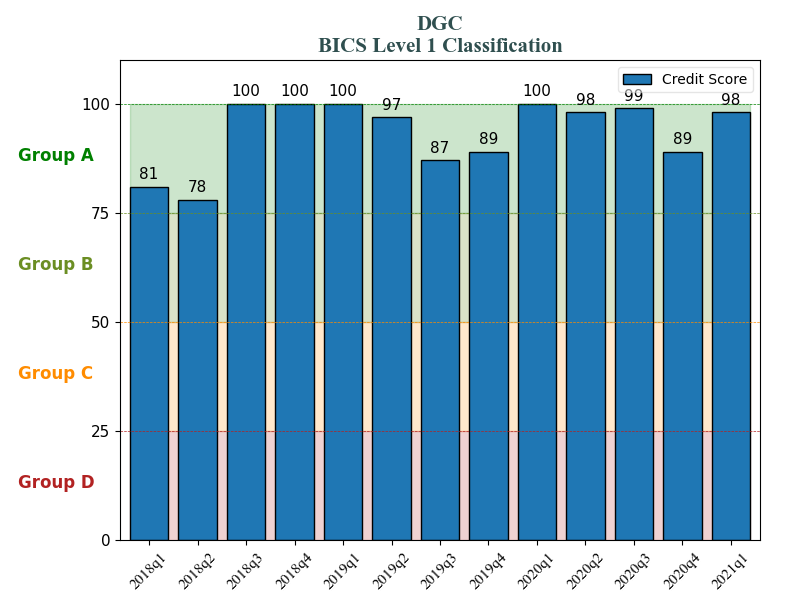 DGC
BICS Level 1 Classification
Credit Score
100
75
50
25
0
Group A
Group B
Group C
Group D
81
78
100
100
100
97
87
89
100
98
99
89
98
2018q1
2018q2
2018q3
2018q4
2019q1
2019q2
2019q3
2019q4
2020q1
2020q2
2020q3
2020q4
2021q1